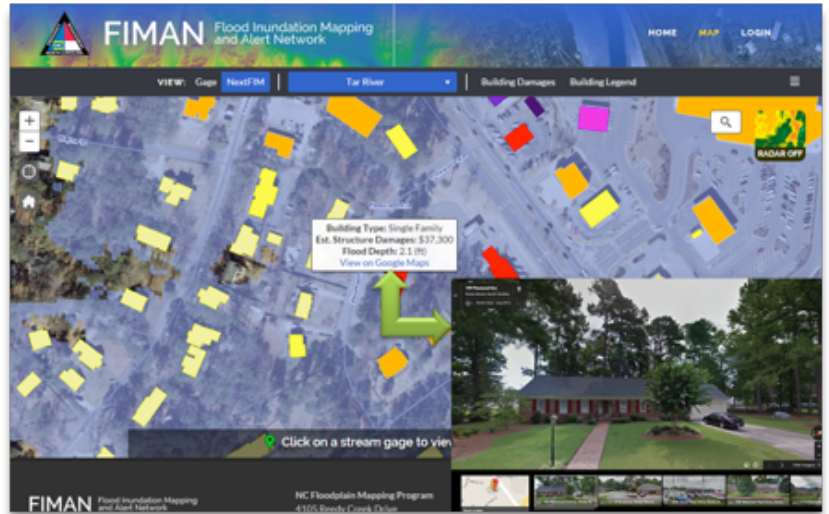 FIMAN Flood Inundation Mapping
and Alert Network
HOME MAP LOGIN
VIEW: Gage NextFIM Tar River Building Damages Building Legend
RADAR OFF
Building Type: Single Family
Est. Structure Damages: $37,300
Flood Depth: 2.1 (ft)
View on Google Maps
Click on a stream gage to view
FIMAN Flood Inundation Mapping
and Alert Network
NC Floodplain Mapping Program
4105 Reedy Creek Drive